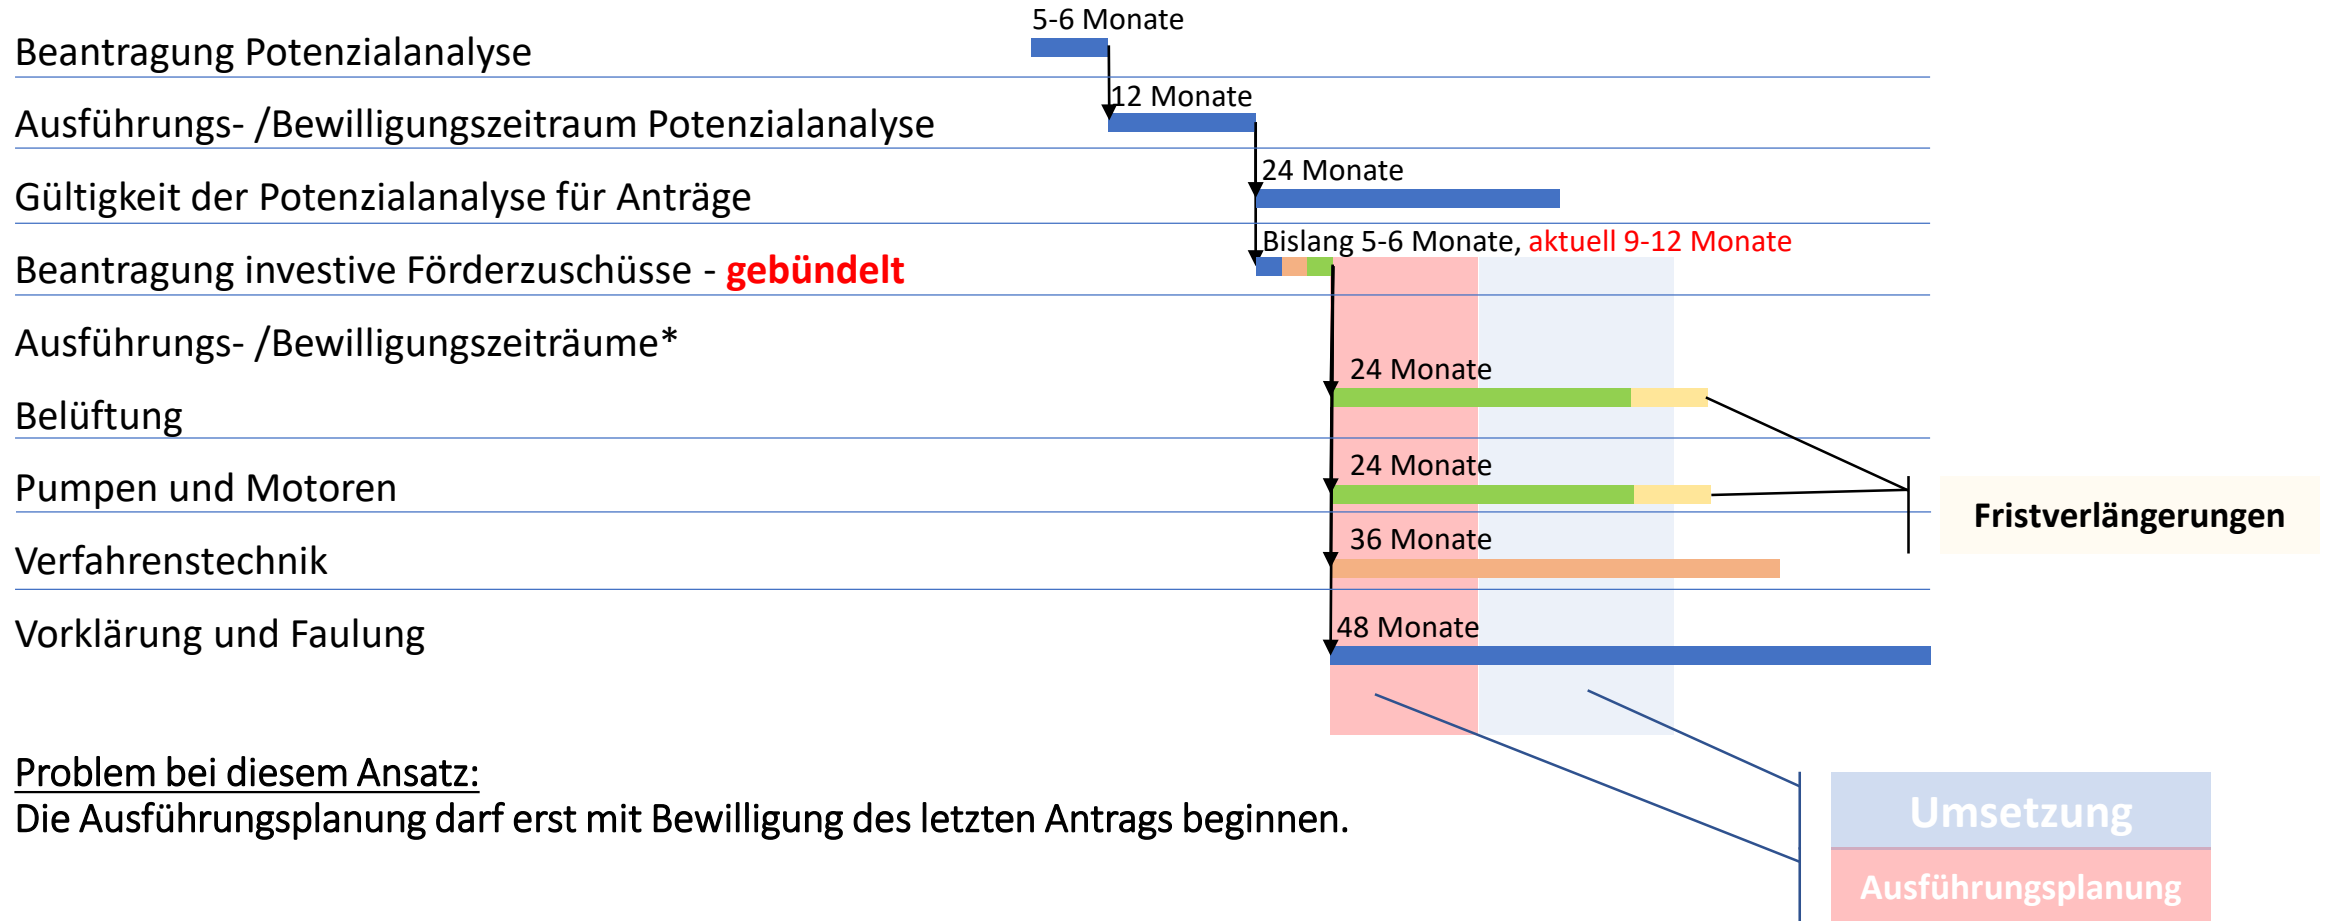 5-6 Monate
Beantragung Potenzialanalyse
12 Monate
Ausführungs- /Bewilligungszeitraum Potenzialanalyse
24 Monate
Gültigkeit der Potenzialanalyse für Anträge
Bislang 5-6 Monate, aktuell 9-12 Monate
Beantragung investive Förderzuschüsse - gebündelt
Ausführungs- /Bewilligungszeiträume*
24 Monate
Belüftung
24 Monate
Pumpen und Motoren
Fristverlängerungen
36 Monate
Verfahrenstechnik
48 Monate
Vorklärung und Faulung
Problem bei diesem Ansatz:
Die Ausführungsplanung darf erst mit Bewilligung des letzten Antrags beginnen.
Umsetzung
Ausführungsplanung